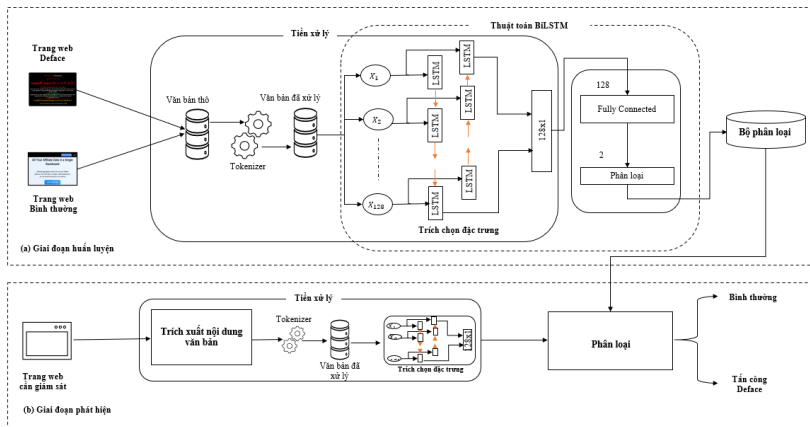 Thuật toán BiLSTM
Tiền xử lý
Trang web
Deface
Văn bản thô
Văn bản đã xử lý
Tokenizer
Trang web
Bình thường
X1
X2
X128
LSTM
LSTM
LSTM
LSTM
LSTM
LSTM
128x1
Trích chọn đặc trưng
128
Fully Connected
2
Phân loại
Bộ phân loại
(a) Giai đoạn huấn luyện
Tiền xử lý
Trang web
cần giám sát
Trích xuất nội dung
văn bản
Tokenizer
Văn bản đã
xử lý
128x1
Trích chọn đặc trưng
Phân loại
Bình thường
Tấn công
Deface
(b) Giai đoạn phát hiện